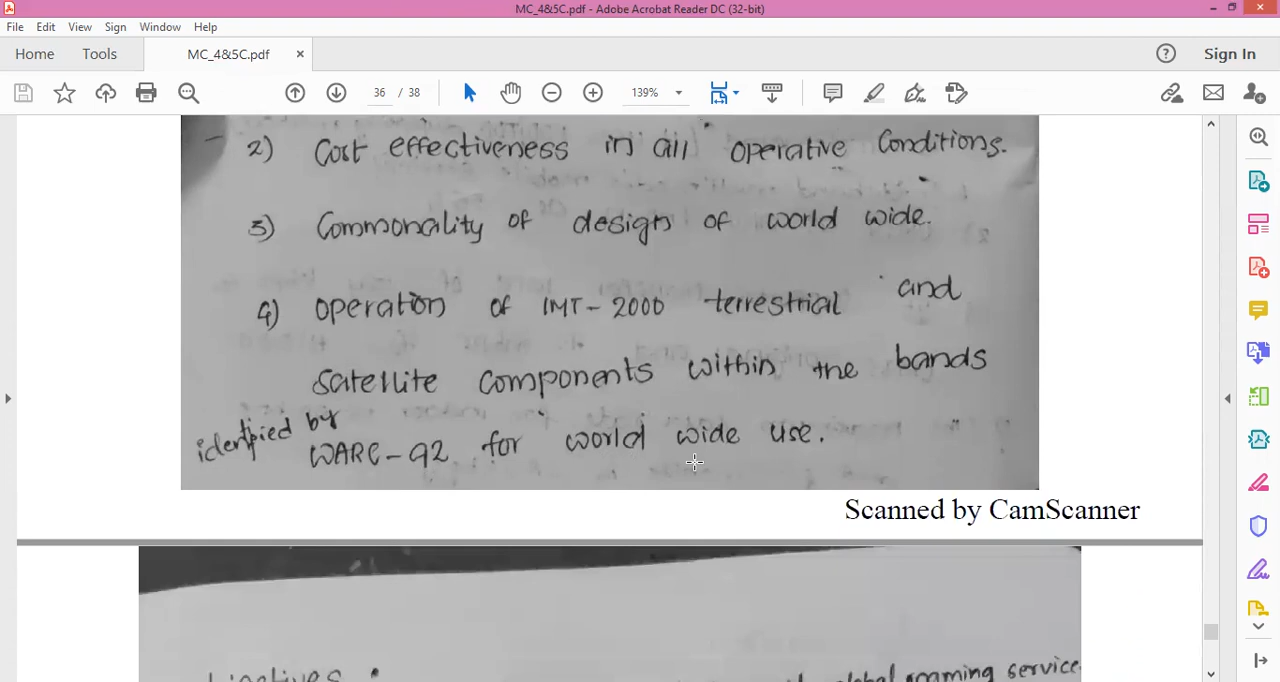 MC_4&5C.pdf - Adobe Acrobat Reader DC (32-bit)
File Edit View Sign Window Help
Home Tools MC_4&5C.pdf × Sign In
36 / 38 139%
2) Cost effectiveness in all operative Conditions.
3) Commonality of design of world wide.
4) operation of IMT-2000 terrestrial and
Satellite components within the bands
identified by
WARC-92 for world wide use.
Scanned by CamScanner
global roaming service